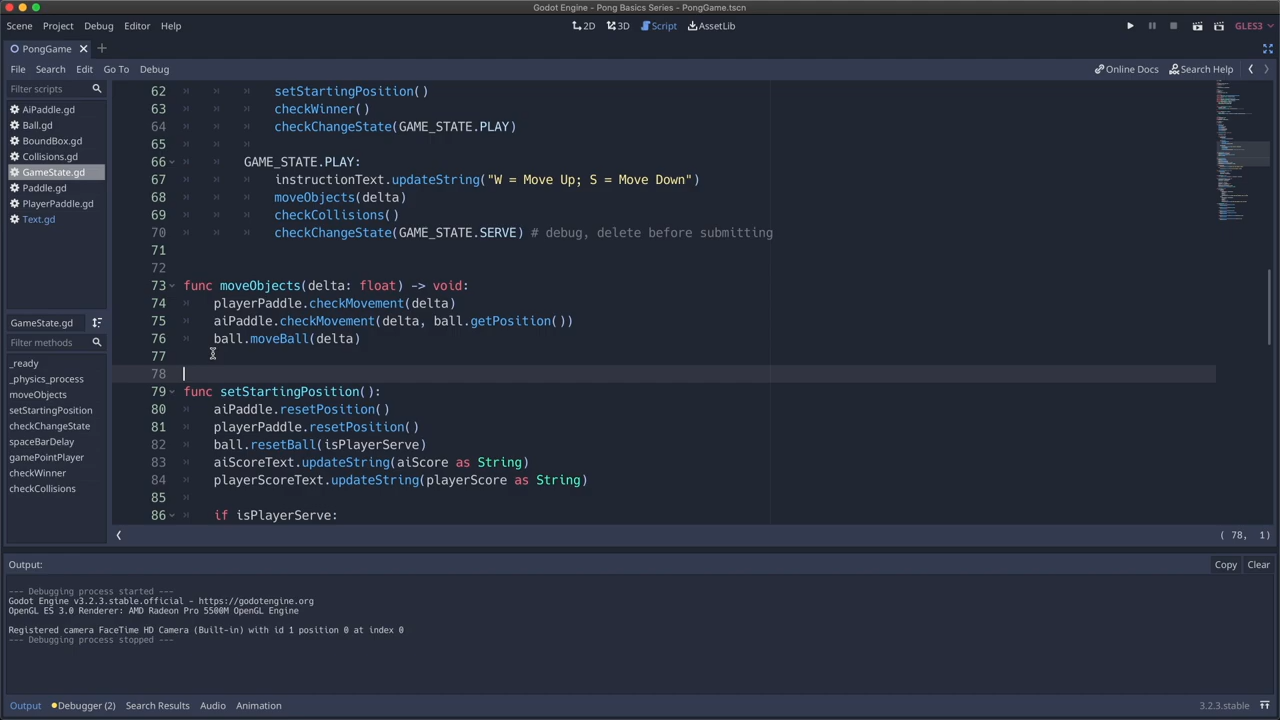 Godot Engine - Pong Basics Series - PongGame.tscn
Scene Project Debug Editor Help
2D 3D Script AssetLib
GLES3
PongGame
File Search Edit Go To Debug
Online Docs Search Help
Filter scripts
AiPaddle.gd
Ball.gd
BoundBox.gd
Collisions.gd
GameState.gd
Paddle.gd
PlayerPaddle.gd
Text.gd
GameState.gd
Filter methods
_ready
_physics_process
moveObjects
setStartingPosition
checkChangeState
spaceBarDelay
gamePointPlayer
checkWinner
checkCollisions
62 setStartingPosition()
63 checkWinner()
64 checkChangeState(GAME_STATE.PLAY)
65
66 GAME_STATE.PLAY:
67 instructionText.updateString("W = Move Up; S = Move Down")
68 moveObjects(delta)
69 checkCollisions()
70 checkChangeState(GAME_STATE.SERVE) # debug, delete before submitting
71
72
73 func moveObjects(delta: float) -> void:
74 playerPaddle.checkMovement(delta)
75 aiPaddle.checkMovement(delta, ball.getPosition())
76 ball.moveBall(delta)
77
78
79 func setStartingPosition():
80 aiPaddle.resetPosition()
81 playerPaddle.resetPosition()
82 ball.resetBall(isPlayerServe)
83 aiScoreText.updateString(aiScore as String)
84 playerScoreText.updateString(playerScore as String)
85
86 if isPlayerServe:
( 78, 1)
Output:
Copy Clear
--- Debugging process started ---
Godot Engine v3.2.3.stable.official - https://godotengine.org
OpenGL ES 3.0 Renderer: AMD Radeon Pro 5500M OpenGL Engine
Registered camera FaceTime HD Camera (Built-in) with id 1 position 0 at index 0
--- Debugging process stopped ---
Output Debugger (2) Search Results Audio Animation
3.2.3.stable